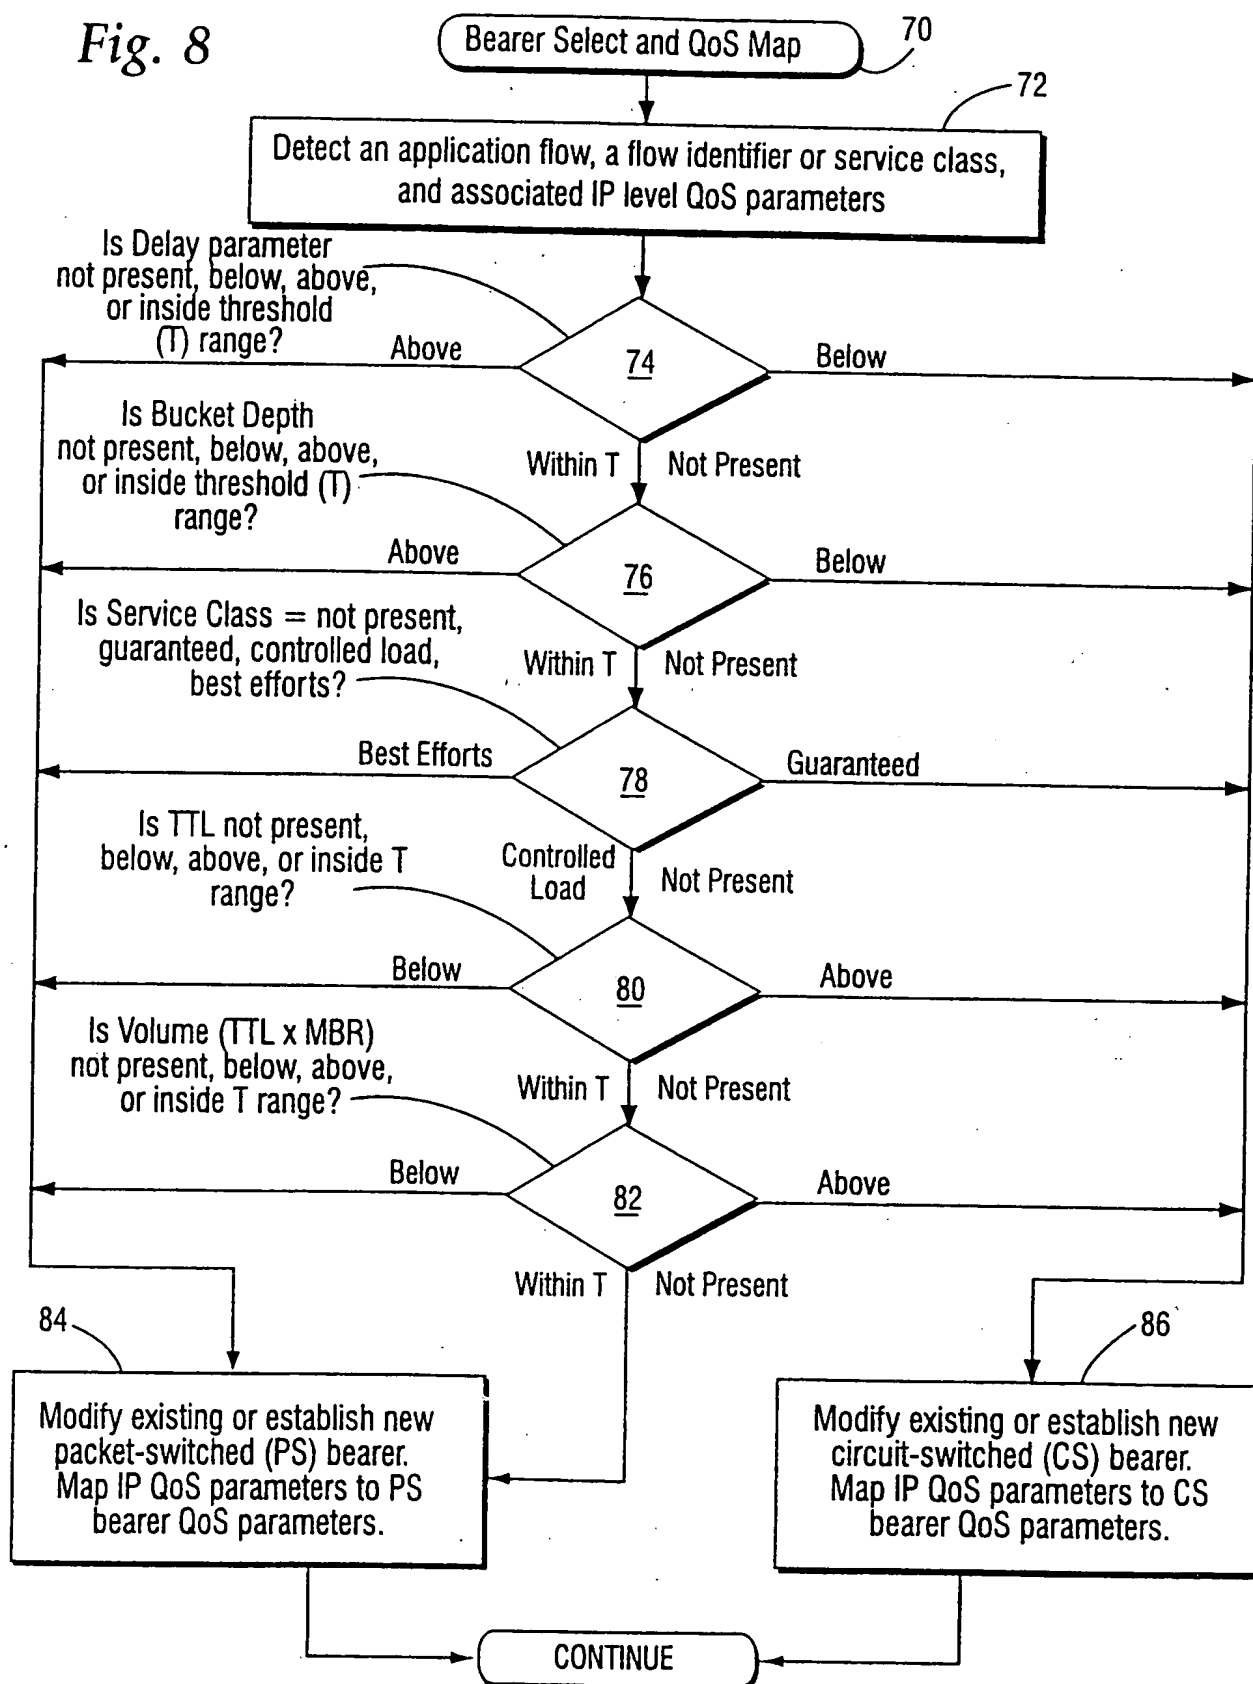 Fig. 8
Bearer Select and QoS Map
70
72
Detect an application flow, a flow identifier or service class,
and associated IP level QoS parameters
Is Delay parameter
not present, below, above,
or inside threshold
(T) range?
Above
74
Below
Within T
Not Present
Is Bucket Depth
not present, below, above,
or inside threshold (T)
range?
Above
76
Below
Within T
Not Present
Is Service Class = not present,
guaranteed, controlled load,
best efforts?
Best Efforts
78
Guaranteed
Controlled
Load
Not Present
Is TTL not present,
below, above, or inside T
range?
Below
80
Above
Within T
Not Present
Is Volume (TTL x MBR)
not present, below, above,
or inside T range?
Below
82
Above
Within T
Not Present
84
Modify existing or establish new
packet-switched (PS) bearer.
Map IP QoS parameters to PS
bearer QoS parameters.
86
Modify existing or establish new
circuit-switched (CS) bearer.
Map IP QoS parameters to CS
bearer QoS parameters.
CONTINUE